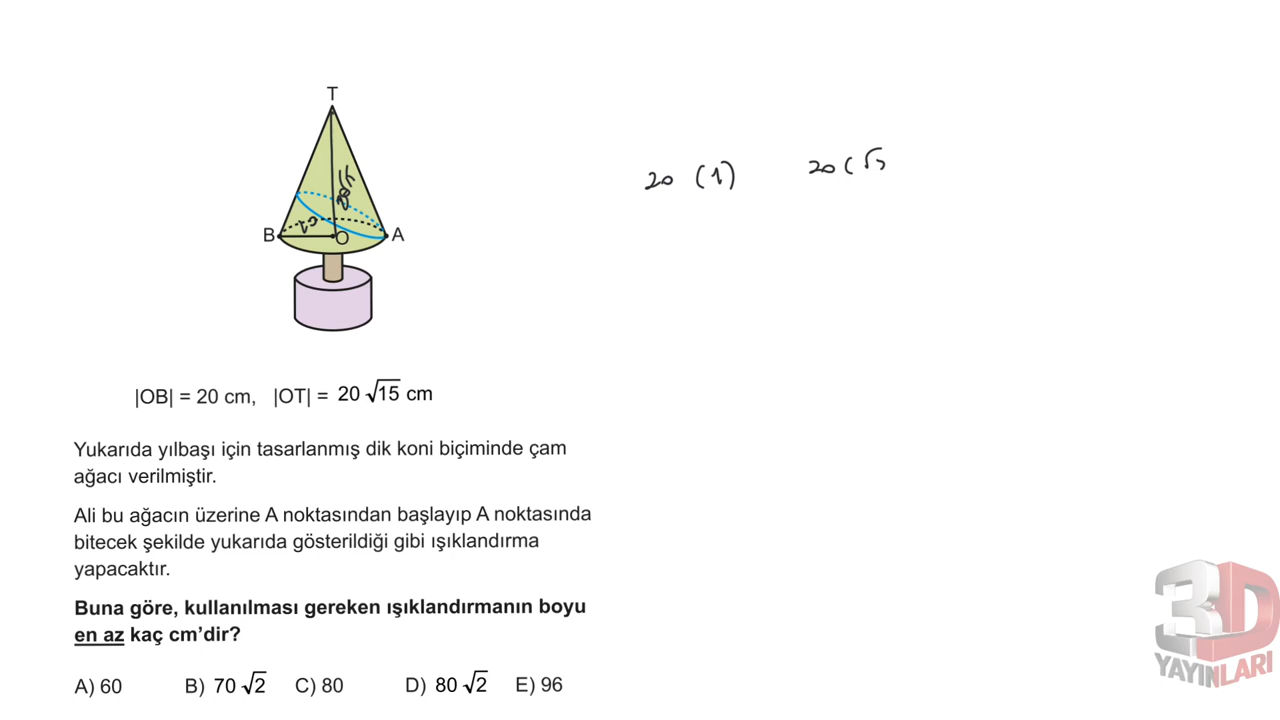 T
20 (1) 20 (√
B O A
|OB| = 20 cm, |OT| = 20 √15 cm
Yukarıda yılbaşı için tasarlanmış dik koni biçiminde çam
ağacı verilmiştir.
Ali bu ağacın üzerine A noktasından başlayıp A noktasında
bitecek şekilde yukarıda gösterildiği gibi ışıklandırma
yapacaktır.
Buna göre, kullanılması gereken ışıklandırmanın boyu
en az kaç cm’dir?
A) 60 B) 70 √2 C) 80 D) 80 √2 E) 96
3D
YAYINLARI